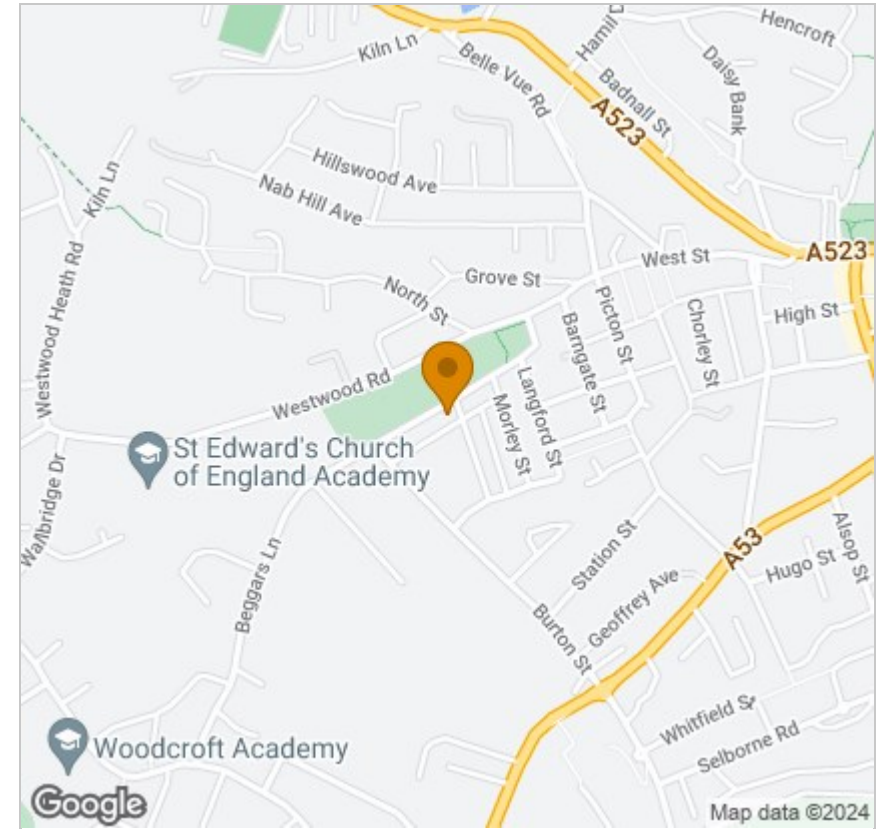 Kiln Ln
Hamil D
Hencroft
Belle Vue Rd
Badnall St
Daisy Bank
A523
Hillswood Ave
Nab Hill Ave
Kiln Ln
Westwood Heath Rd
Grove St
West St
A523
North St
Picton St
Barngate St
Chorley St
High St
Westwood Rd
Langford St
Morley St
St Edward's Church
of England Academy
Wallbridge Dr
Beggars Ln
Station St
A53
Alsop St
Hugo St
Geoffrey Ave
Burton St
Whitfield St
Selborne Rd
Woodcroft Academy
Google
Map data ©2024